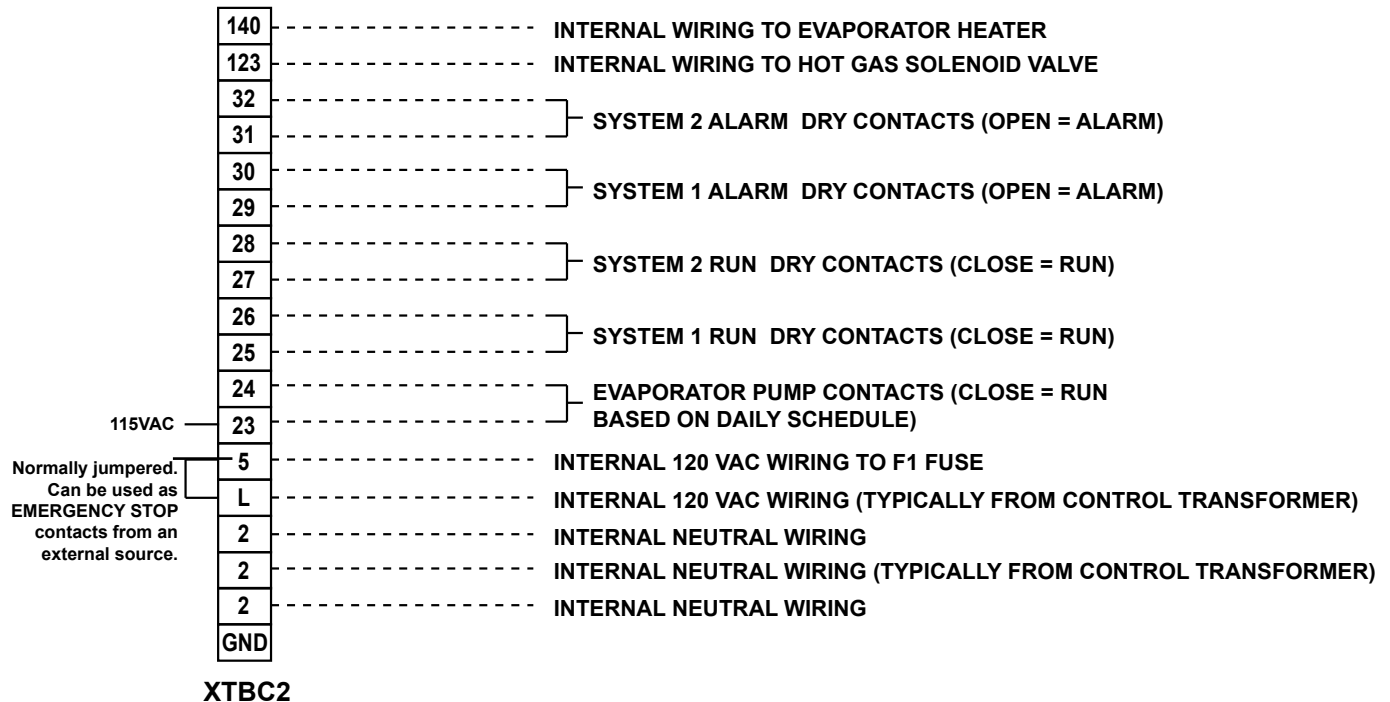 140 INTERNAL WIRING TO EVAPORATOR HEATER
123 INTERNAL WIRING TO HOT GAS SOLENOID VALVE
32
SYSTEM 2 ALARM DRY CONTACTS (OPEN = ALARM)
31
30
SYSTEM 1 ALARM DRY CONTACTS (OPEN = ALARM)
29
28
SYSTEM 2 RUN DRY CONTACTS (CLOSE = RUN)
27
26
SYSTEM 1 RUN DRY CONTACTS (CLOSE = RUN)
25
24
EVAPORATOR PUMP CONTACTS (CLOSE = RUN
BASED ON DAILY SCHEDULE)
115VAC 23
5 INTERNAL 120 VAC WIRING TO F1 FUSE
Normally jumpered.
Can be used as
EMERGENCY STOP
contacts from an
external source.
L INTERNAL 120 VAC WIRING (TYPICALLY FROM CONTROL TRANSFORMER)
2 INTERNAL NEUTRAL WIRING
2 INTERNAL NEUTRAL WIRING (TYPICALLY FROM CONTROL TRANSFORMER)
2 INTERNAL NEUTRAL WIRING
GND
XTBC2